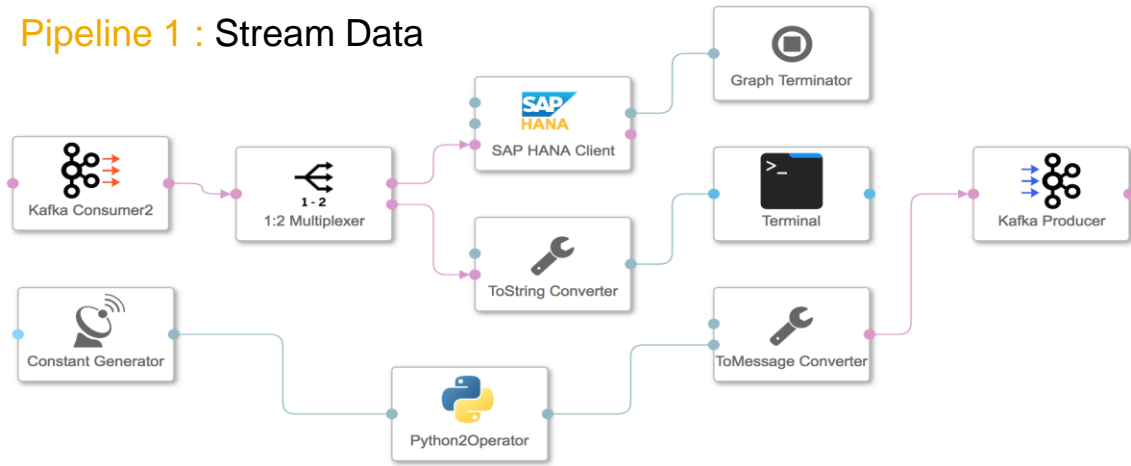 Pipeline 1 : Stream Data
Graph Terminator
SAP
HANA
SAP HANA Client
Kafka Consumer2
1 - 2
1:2 Multiplexer
>_
Terminal
Kafka Producer
ToString Converter
Constant Generator
ToMessage Converter
Python2Operator